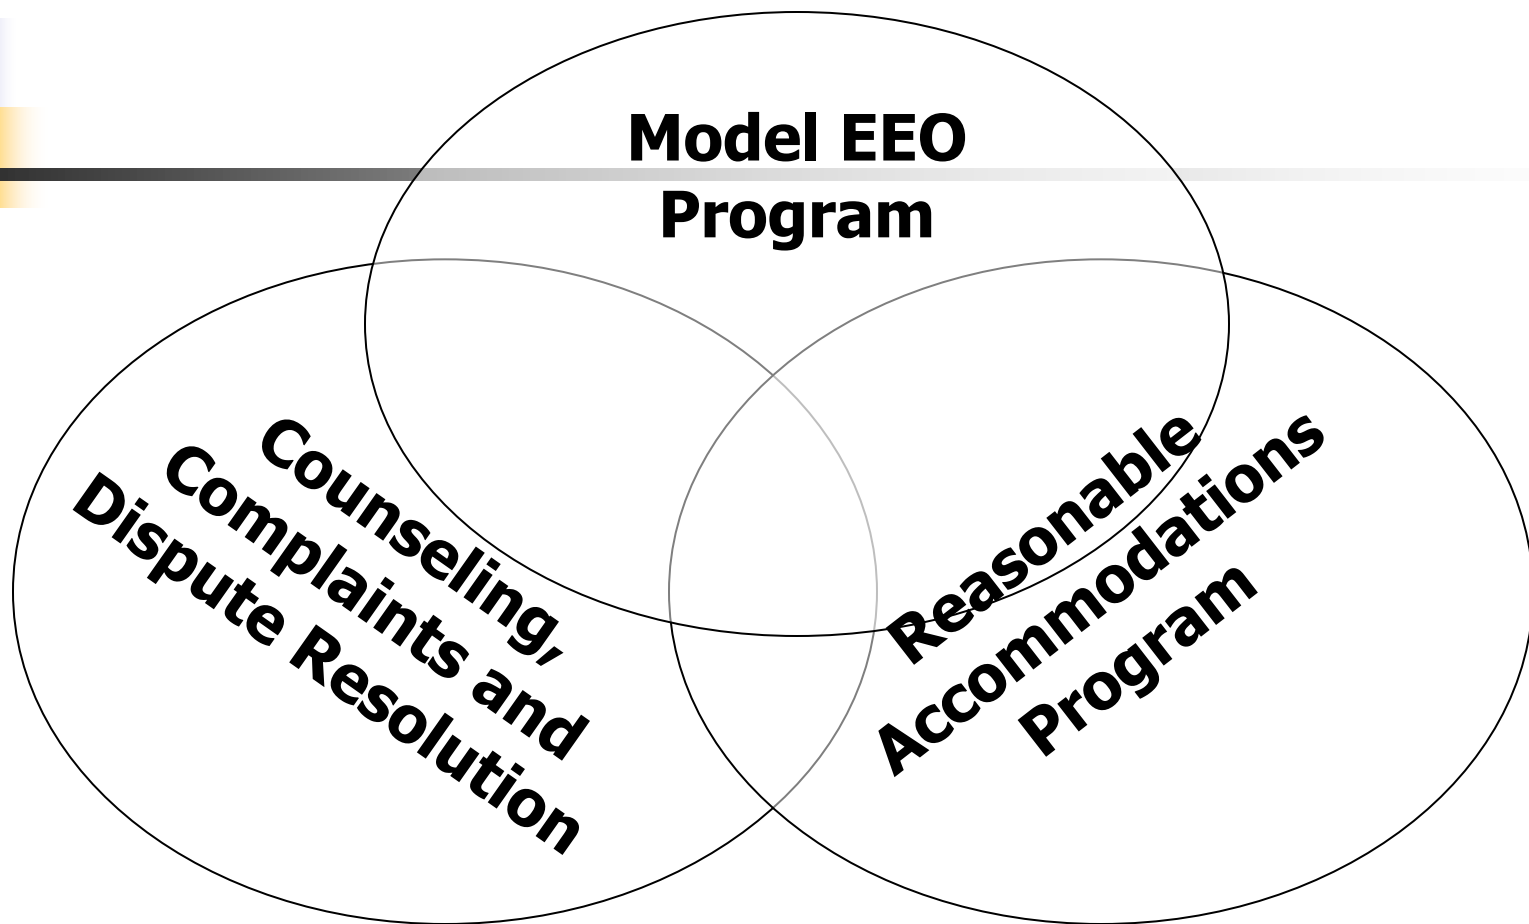 Model EEO
Program
Counseling,
Complaints and
Dispute Resolution
Reasonable
Accommodations
Program